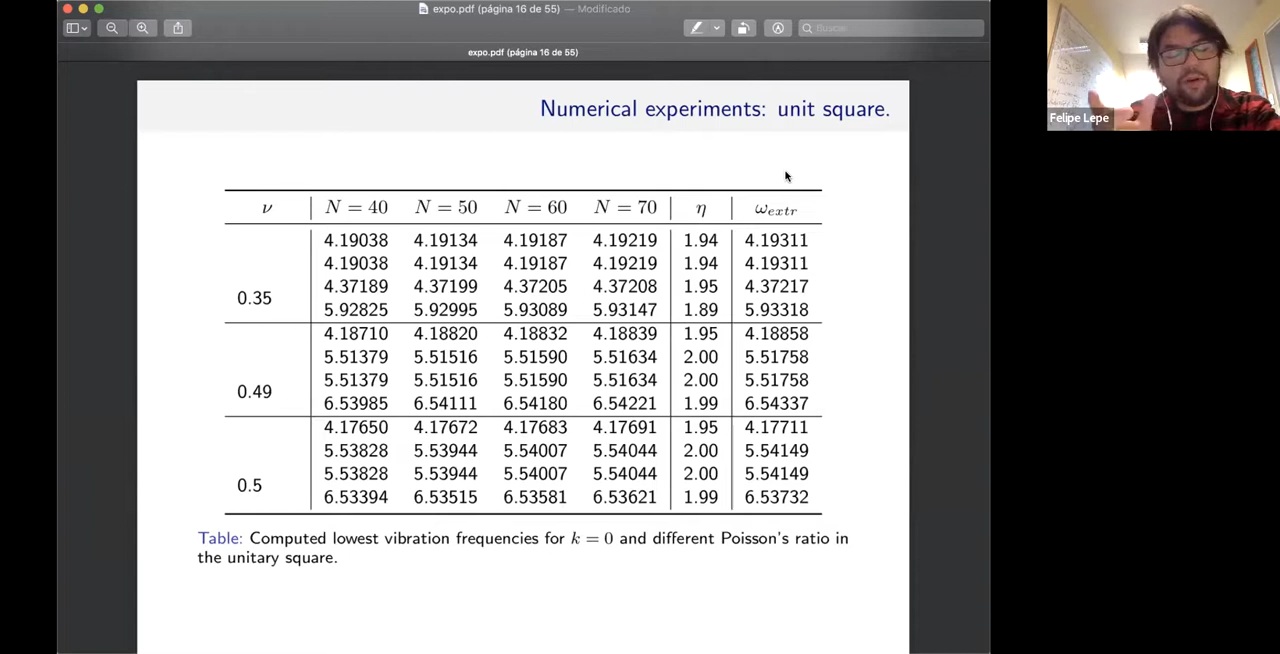 expo.pdf (página 16 de 55) — Modificado
Buscar
expo.pdf (página 16 de 55)
Numerical experiments: unit square.
ν N = 40 N = 50 N = 60 N = 70 η ω_extr
4.19038 4.19134 4.19187 4.19219 1.94 4.19311
4.19038 4.19134 4.19187 4.19219 1.94 4.19311
4.37189 4.37199 4.37205 4.37208 1.95 4.37217
0.35 5.92825 5.92995 5.93089 5.93147 1.89 5.93318
4.18710 4.18820 4.18832 4.18839 1.95 4.18858
5.51379 5.51516 5.51590 5.51634 2.00 5.51758
5.51379 5.51516 5.51590 5.51634 2.00 5.51758
0.49 6.53985 6.54111 6.54180 6.54221 1.99 6.54337
4.17650 4.17672 4.17683 4.17691 1.95 4.17711
5.53828 5.53944 5.54007 5.54044 2.00 5.54149
5.53828 5.53944 5.54007 5.54044 2.00 5.54149
0.5 6.53394 6.53515 6.53581 6.53621 1.99 6.53732
Table: Computed lowest vibration frequencies for k = 0 and different Poisson's ratio in
the unitary square.
Felipe Lepe